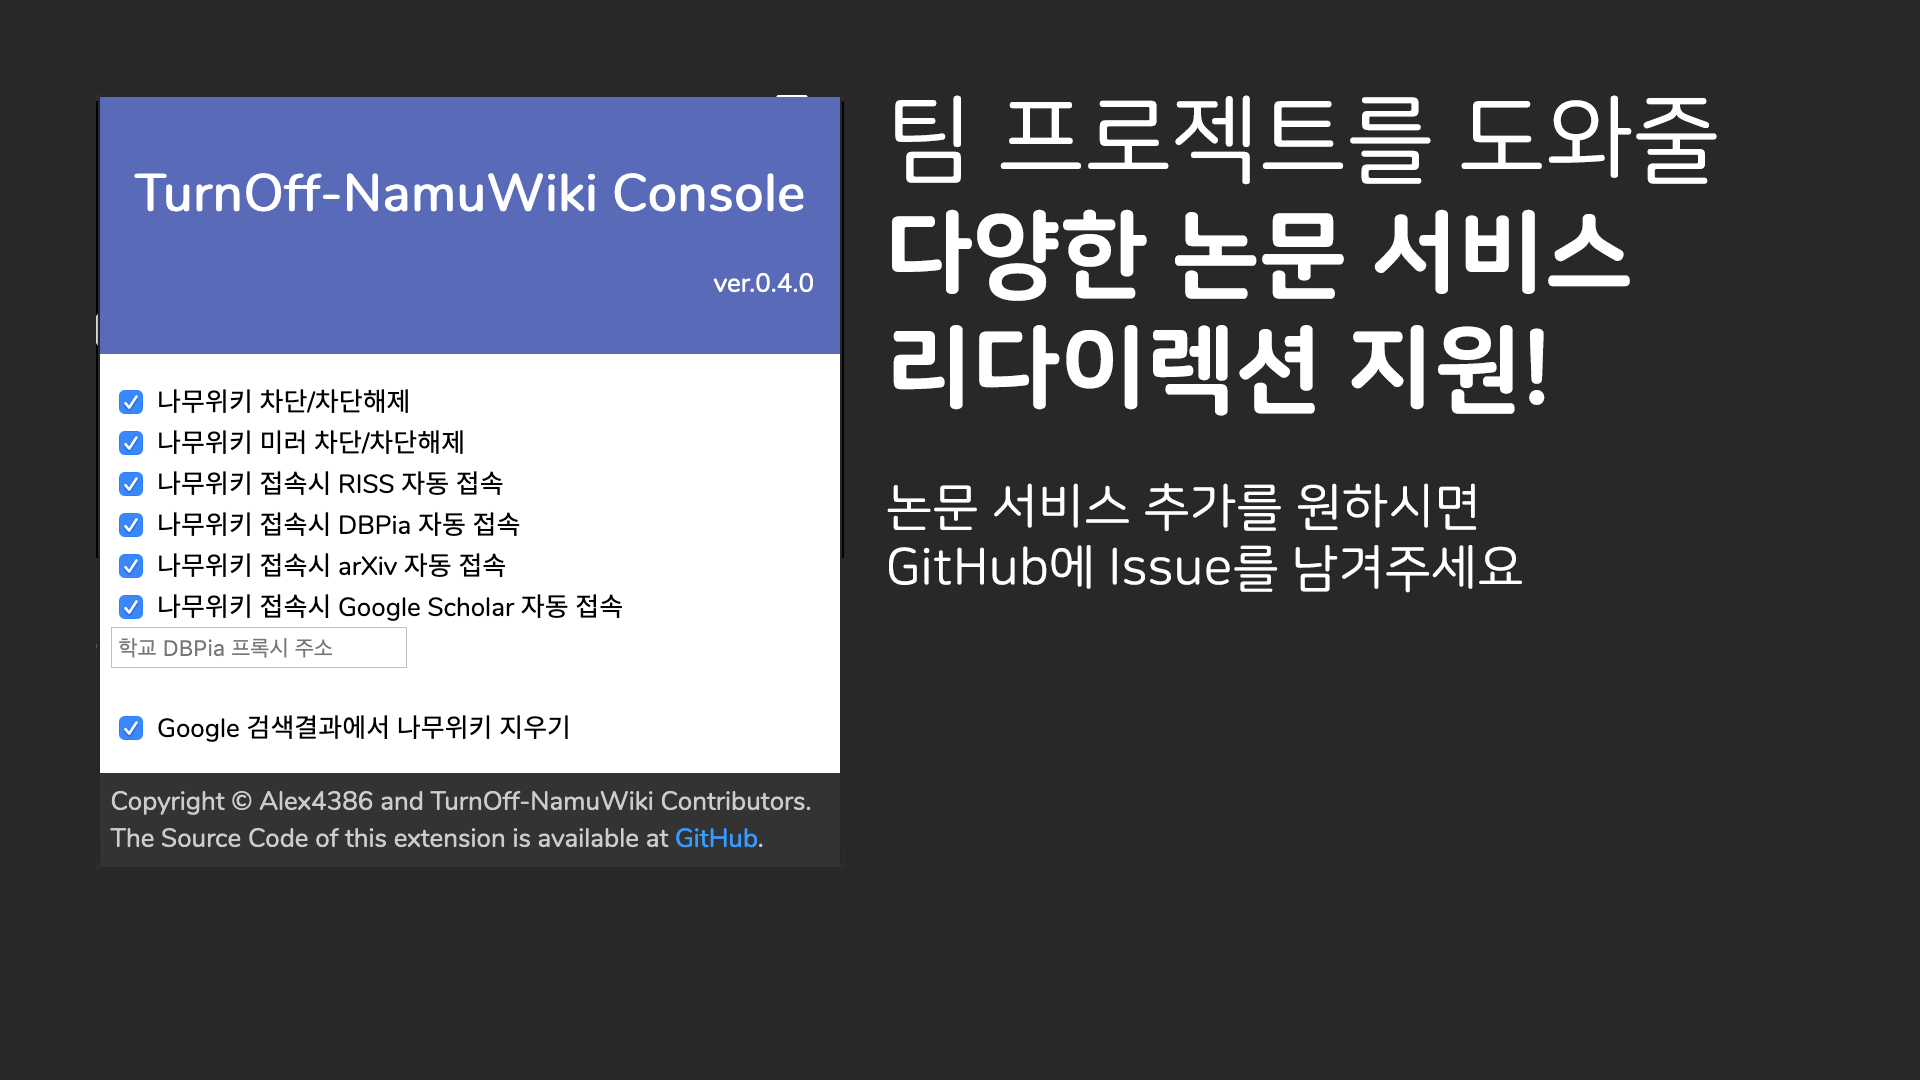 TurnOff-NamuWiki Console
ver.0.4.0
나무위키 차단/차단해제
나무위키 미러 차단/차단해제
나무위키 접속시 RISS 자동 접속
나무위키 접속시 DBPia 자동 접속
나무위키 접속시 arXiv 자동 접속
나무위키 접속시 Google Scholar 자동 접속
학교 DBPia 프록시 주소
Google 검색결과에서 나무위키 지우기
Copyright © Alex4386 and TurnOff-NamuWiki Contributors.
The Source Code of this extension is available at GitHub.
팀 프로젝트를 도와줄
다양한 논문 서비스
리다이렉션 지원!
논문 서비스 추가를 원하시면
GitHub에 Issue를 남겨주세요